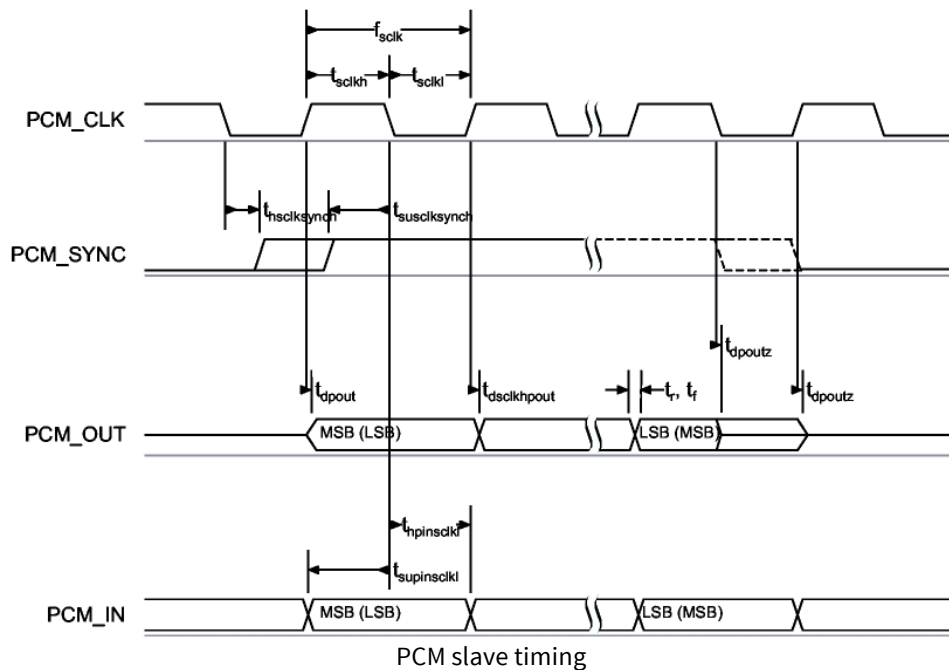 f_sclk
t_sclkh t_sclkl
PCM_CLK
t_hsclksynch t_susclksynch
PCM_SYNC
t_dpoutz
t_dpout t_dsclkhpout t_r, t_f t_dpoutz
PCM_OUT MSB (LSB) LSB (MSB)
t_hpinsclkl
t_supinsclkl
PCM_IN MSB (LSB) LSB (MSB)
PCM slave timing